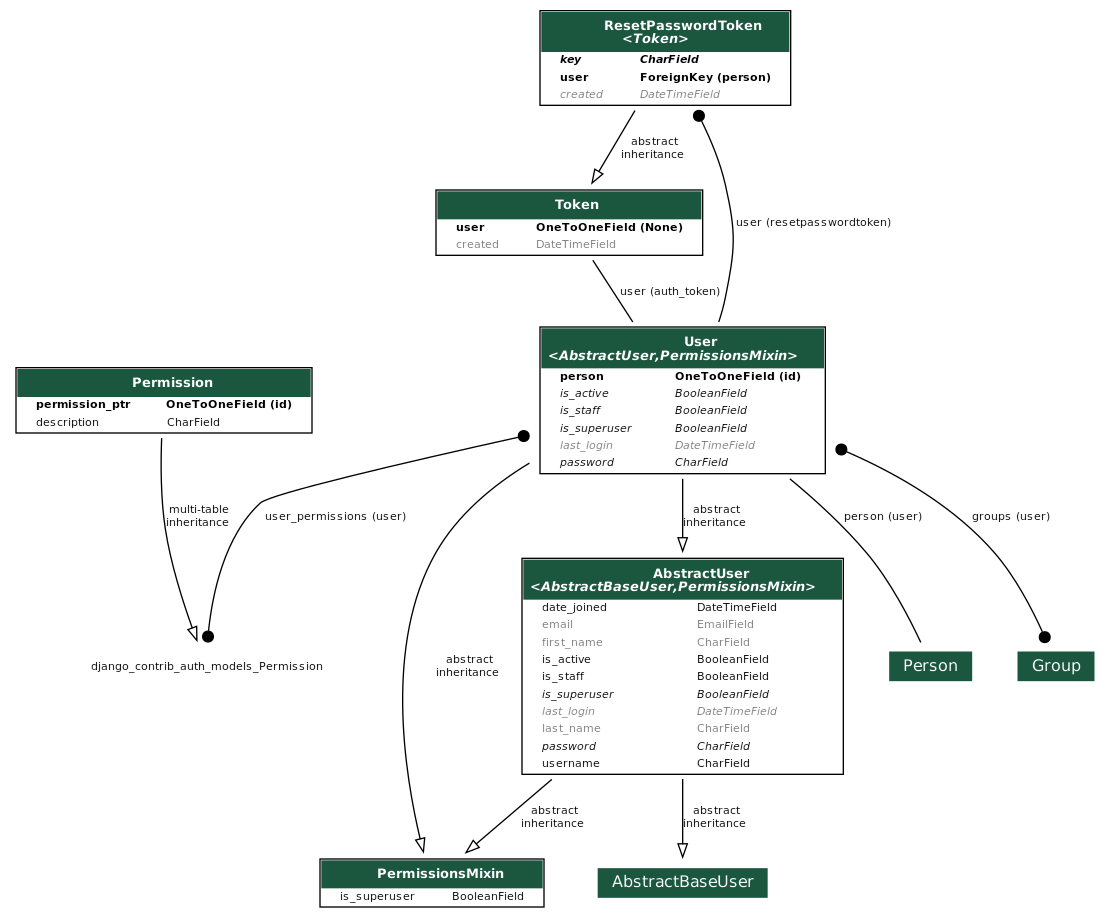 ResetPasswordToken
<Token>
key CharField
user ForeignKey (person)
created DateTimeField
abstract
inheritance
user (resetpasswordtoken)
Token
user OneToOneField (None)
created DateTimeField
user (auth_token)
User
<AbstractUser,PermissionsMixin>
person OneToOneField (id)
is_active BooleanField
is_staff BooleanField
is_superuser BooleanField
last_login DateTimeField
password CharField
Permission
permission_ptr OneToOneField (id)
description CharField
multi-table
inheritance
user_permissions (user)
abstract
inheritance
person (user)
groups (user)
AbstractUser
<AbstractBaseUser,PermissionsMixin>
date_joined DateTimeField
email EmailField
first_name CharField
is_active BooleanField
is_staff BooleanField
is_superuser BooleanField
last_login DateTimeField
last_name CharField
password CharField
username CharField
django_contrib_auth_models_Permission
abstract
inheritance
Person
Group
abstract
inheritance
abstract
inheritance
PermissionsMixin
is_superuser BooleanField
AbstractBaseUser